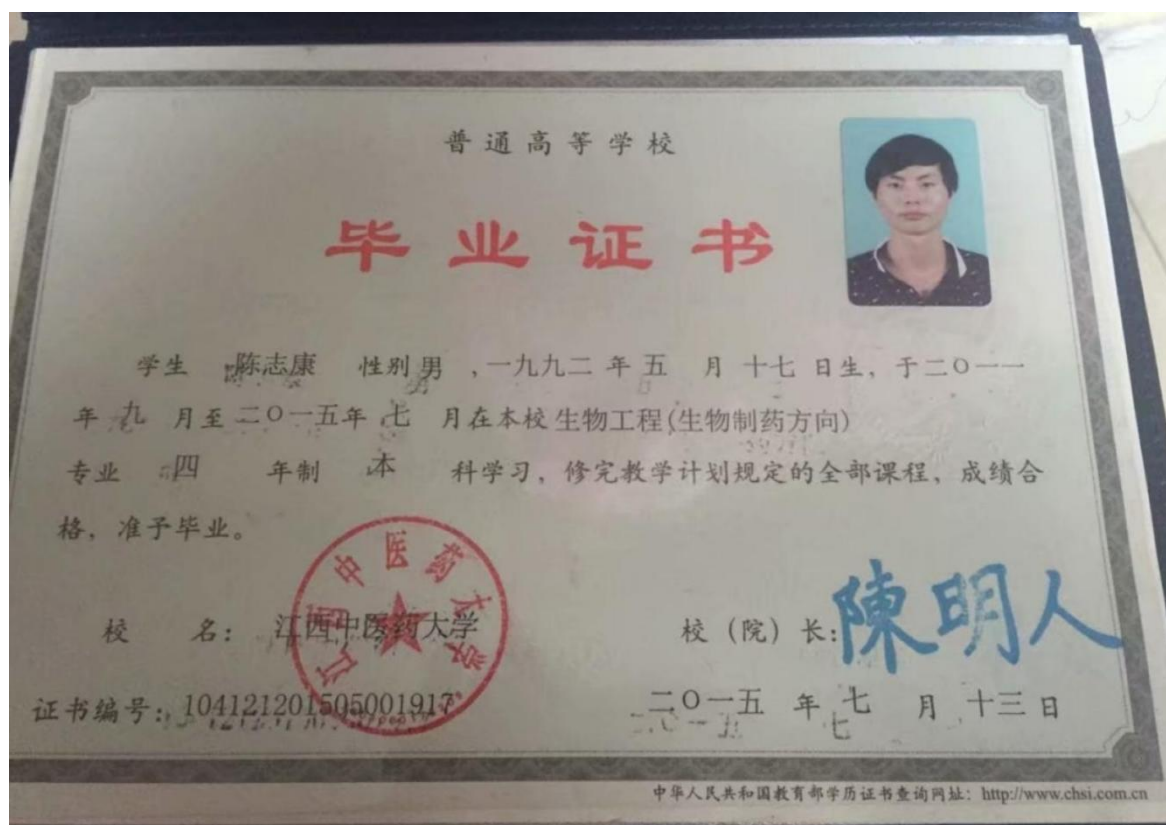 普通高等学校
毕业证书
学生 陈志康 性别 男 ,一九九二 年 五 月 十七 日生, 于二〇一一
年 九 月至 二〇一五年 七 月在本校 生物工程(生物制药方向)
专业 四 年制 本 科学习, 修完教学计划规定的全部课程, 成绩合
格, 准予毕业。
江西中医药大学
校 名: 江西中医药大学 校(院)长: 陳明人
证书编号: 104121201505001917 二〇一五 年 七 月 十三 日
中华人民共和国教育部学历证书查询网址: http://www.chsi.com.cn